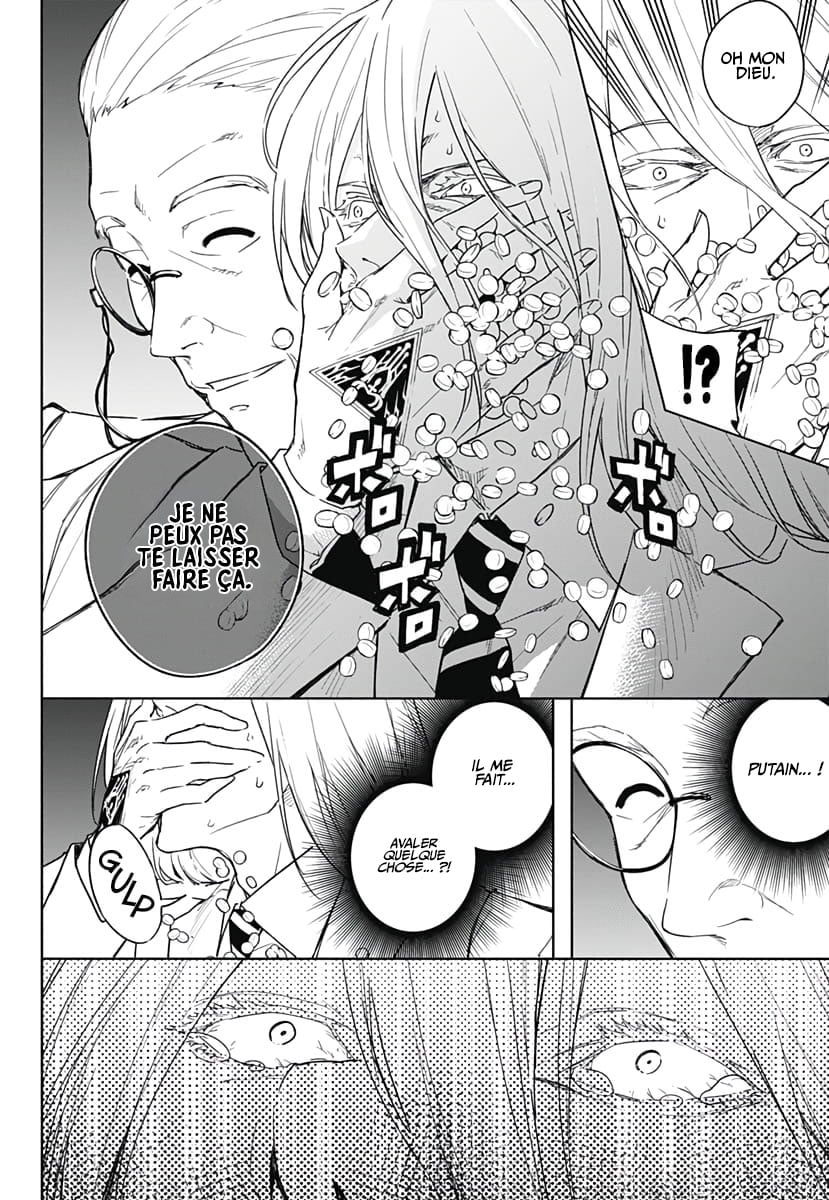 OH MON
DIEU.
!?
ボロ
ボロ
ボロ
JE NE
PEUX PAS
TE LAISSER
FAIRE ÇA.
PUTAIN... !
IL ME
FAIT...
AVALER
QUELQUE
CHOSE... ?!
GULP